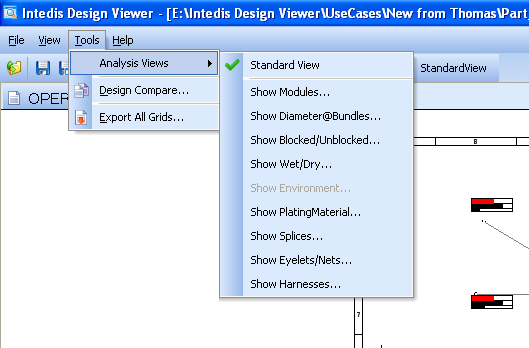 Intedis Design Viewer - [E:\Intedis Design Viewer\UseCases\New from Thomas\Part
File View Tools Help
Analysis Views
Design Compare...
Export All Grids...
Standard View
Show Modules...
Show Diameter@Bundles...
Show Blocked/Unblocked...
Show Wet/Dry...
Show Environment...
Show PlatingMaterial...
Show Splices...
Show Eyelets/Nets...
Show Harnesses...
StandardView
OPER
8
7